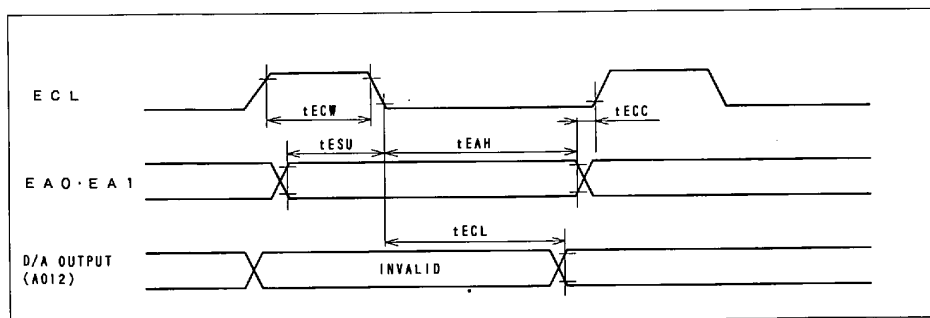 ECL
tECW
tECC
tESU
tEAH
EA0·EA1
tECL
D/A OUTPUT
(AO12)
INVALID